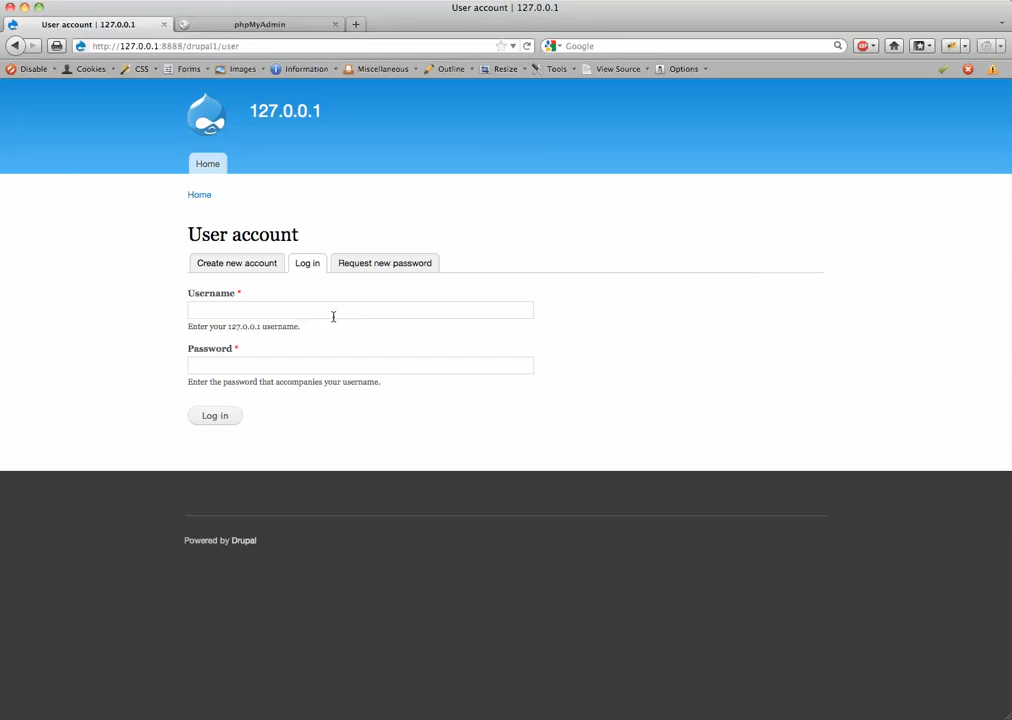 User account | 127.0.0.1
User account | 127.0.0.1
phpMyAdmin
http://127.0.0.1:8888/drupal1/user
Google
ABP
Disable Cookies CSS Forms Images Information Miscellaneous Outline Resize Tools View Source Options
127.0.0.1
Home
Home
User account
Create new account Log in Request new password
Username *
Enter your 127.0.0.1 username.
Password *
Enter the password that accompanies your username.
Log in
Powered by Drupal